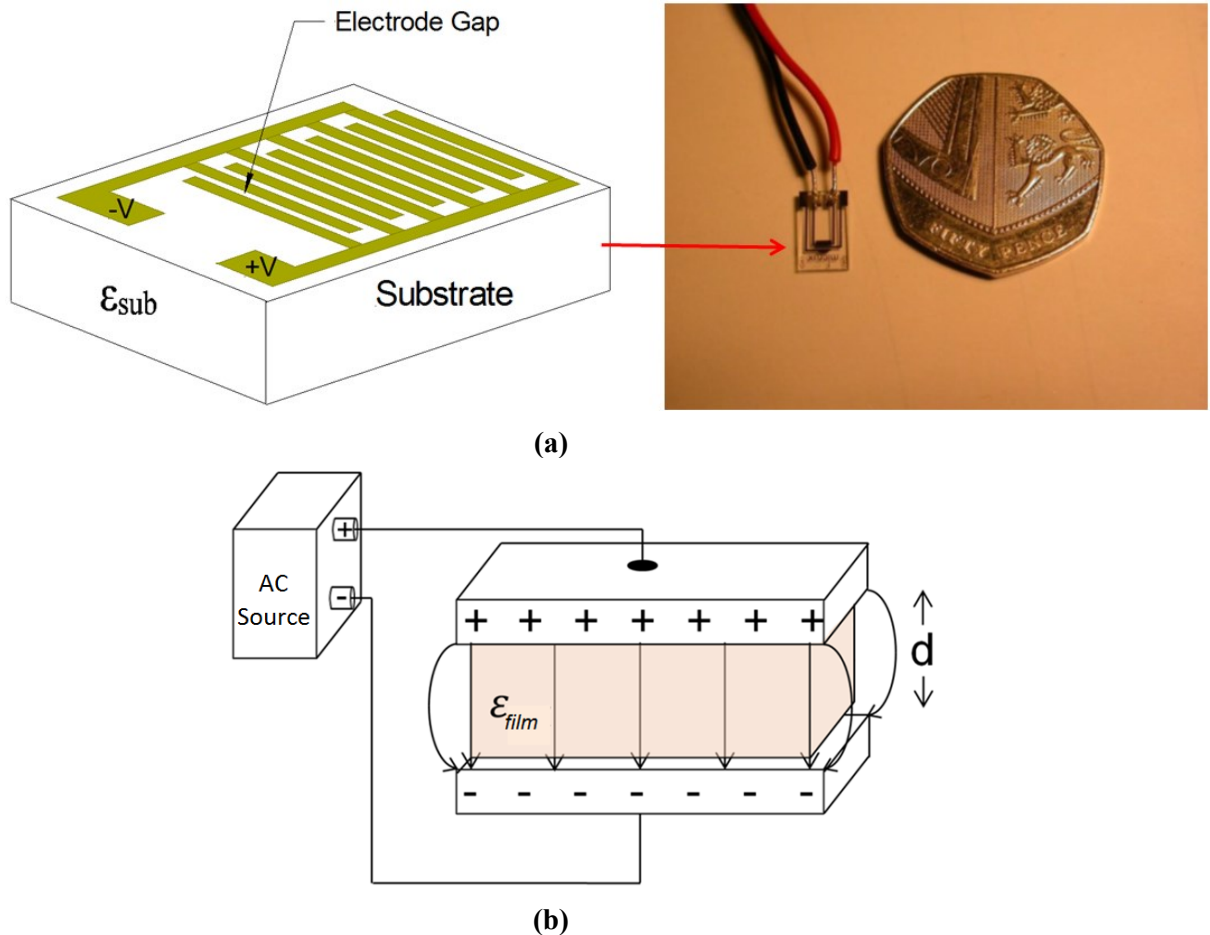 Electrode Gap
-V
+V
εsub
Substrate
FIFTY PENCE
(a)
+
-
AC
Source
+ + + + + + +
d
εfilm
- - - - - - -
(b)